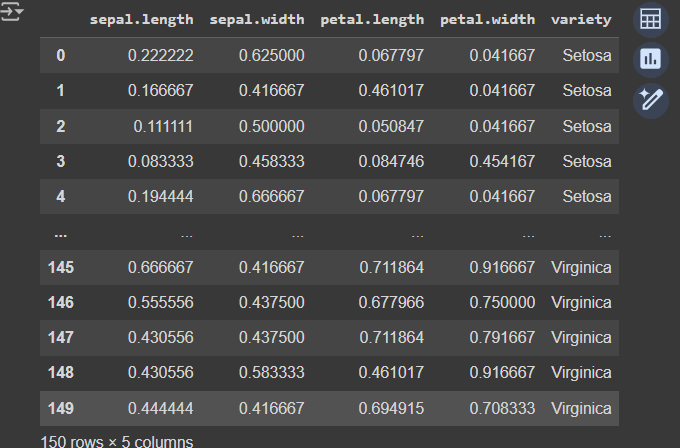 sepal.length sepal.width petal.length petal.width variety
0 0.222222 0.625000 0.067797 0.041667 Setosa
1 0.166667 0.416667 0.461017 0.041667 Setosa
2 0.111111 0.500000 0.050847 0.041667 Setosa
3 0.083333 0.458333 0.084746 0.454167 Setosa
4 0.194444 0.666667 0.067797 0.041667 Setosa
... ... ... ... ... ...
145 0.666667 0.416667 0.711864 0.916667 Virginica
146 0.555556 0.437500 0.677966 0.750000 Virginica
147 0.430556 0.437500 0.711864 0.791667 Virginica
148 0.430556 0.583333 0.461017 0.916667 Virginica
149 0.444444 0.416667 0.694915 0.708333 Virginica
150 rows × 5 columns